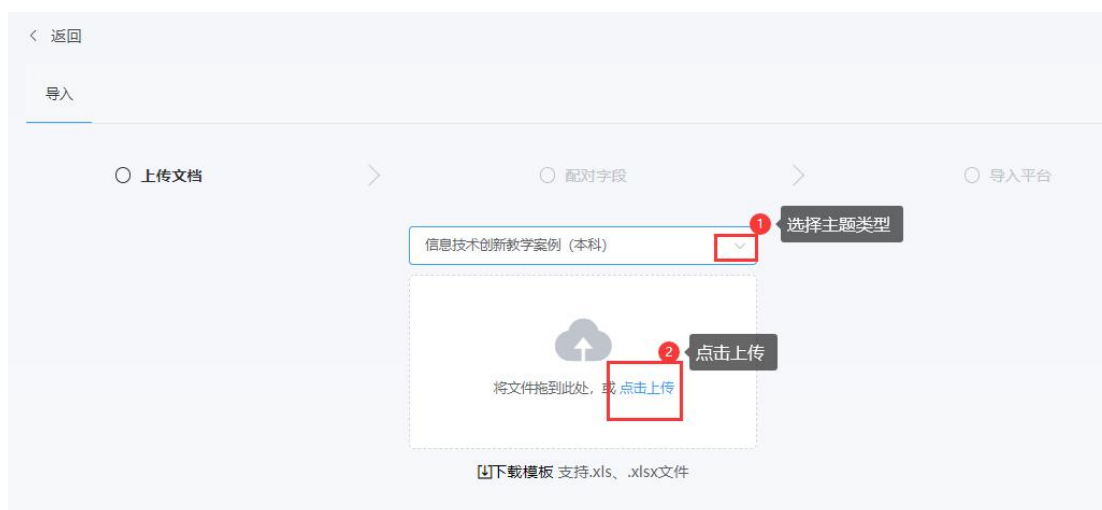 返回
导入
上传文档
配对字段
导入平台
1 选择主题类型
信息技术创新教学案例（本科）
2 点击上传
将文件拖到此处，或 点击上传
下载模板 支持.xls、.xlsx文件